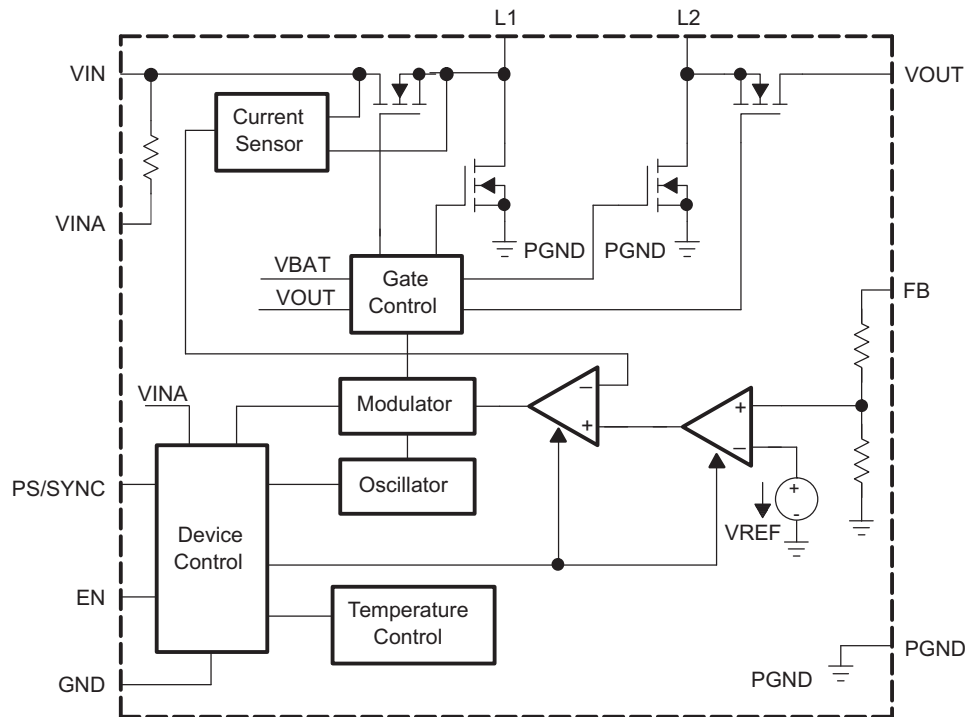 L1
L2
VIN
VOUT
Current
Sensor
VINA
PGND
PGND
VBAT
VOUT
Gate
Control
FB
VINA
Modulator
−
+
+
−
PS/SYNC
Oscillator
Device
Control
+
-
VREF
EN
Temperature
Control
GND
PGND
PGND